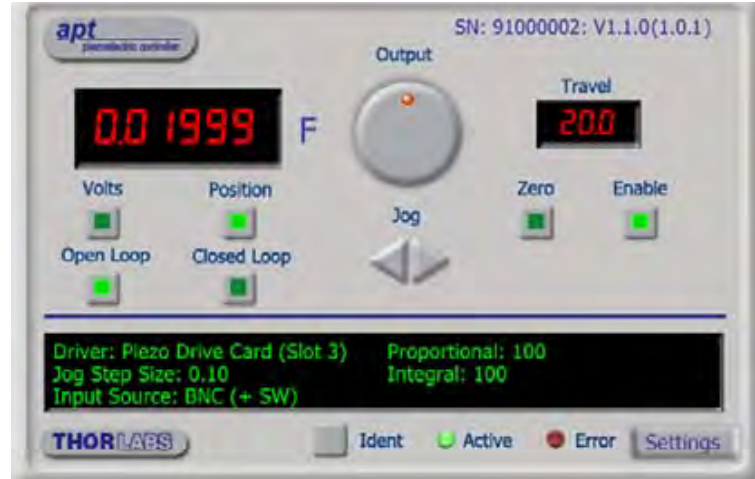 apt
piezoelectric controller
SN: 91000002: V1.1.0(1.0.1)
Output
Travel
0.01999 F
20.0
Volts Position
Zero Enable
Jog
Open Loop Closed Loop
Driver: Piezo Drive Card (Slot 3) Proportional: 100
Jog Step Size: 0.10 Integral: 100
Input Source: BNC (+ SW)
THORLABS Ident Active Error Settings